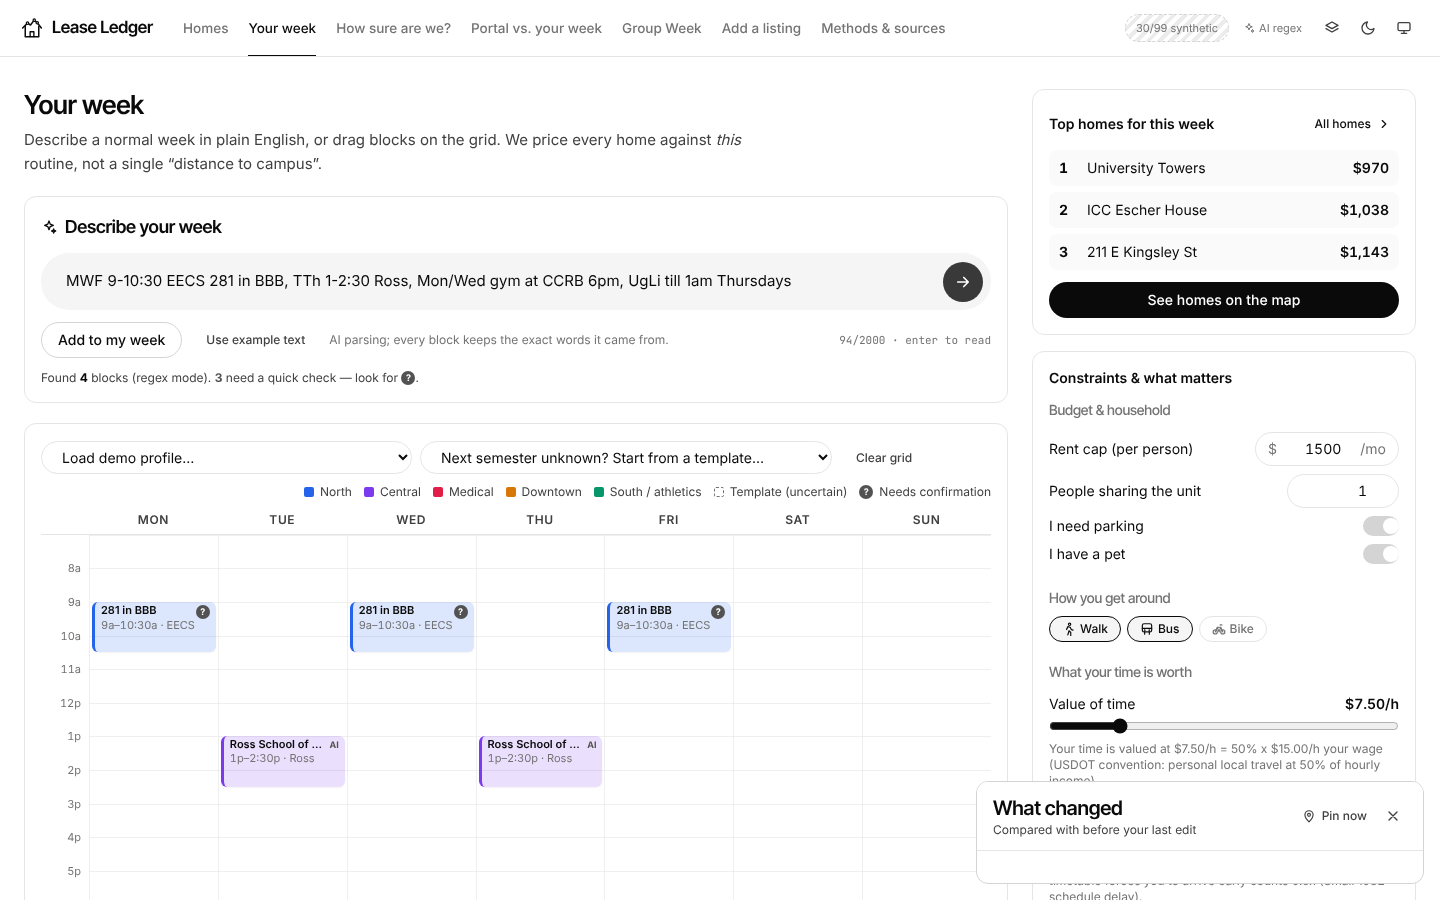 Lease Ledger
Homes
Your week
How sure are we?
Portal vs. your week
Group Week
Add a listing
Methods & sources
30/99 synthetic
AI regex
Your week
Describe a normal week in plain English, or drag blocks on the grid. We price every home against this
routine, not a single “distance to campus”.
Describe your week
MWF 9-10:30 EECS 281 in BBB, TTh 1-2:30 Ross, Mon/Wed gym at CCRB 6pm, UgLi till 1am Thursdays
Add to my week
Use example text
AI parsing; every block keeps the exact words it came from.
94/2000 · enter to read
Found 4 blocks (regex mode). 3 need a quick check — look for ?.
Load demo profile...
Next semester unknown? Start from a template...
Clear grid
North
Central
Medical
Downtown
South / athletics
Template (uncertain)
? Needs confirmation
MON TUE WED THU FRI SAT SUN
8a
9a
281 in BBB ?
9a–10:30a · EECS
281 in BBB ?
9a–10:30a · EECS
281 in BBB ?
9a–10:30a · EECS
10a
11a
12p
1p
Ross School of ... AI
1p–2:30p · Ross
Ross School of ... AI
1p–2:30p · Ross
2p
3p
4p
5p
Top homes for this week
All homes
1 University Towers $970
2 ICC Escher House $1,038
3 211 E Kingsley St $1,143
See homes on the map
Constraints & what matters
Budget & household
Rent cap (per person) $ 1500 /mo
People sharing the unit 1
I need parking
I have a pet
How you get around
Walk
Bus
Bike
What your time is worth
Value of time $7.50/h
Your time is valued at $7.50/h = 50% x $15.00/h your wage
(USDOT convention: personal local travel at 50% of hourly
income)
What changed
Compared with before your last edit
Pin now
schedule delay).